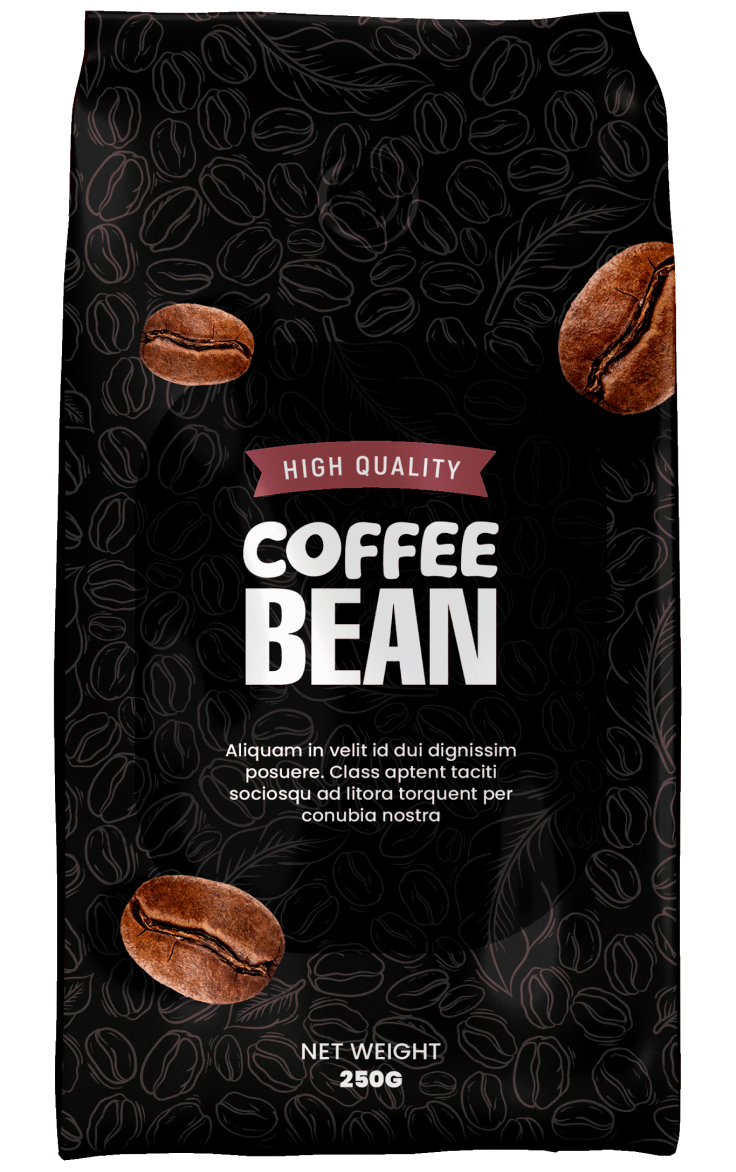 HIGH QUALITY
COFFEE
BEAN
Aliquam in velit id dui dignissim
posuere. Class aptent taciti
sociosqu ad litora torquent per
conubia nostra
NET WEIGHT
250G